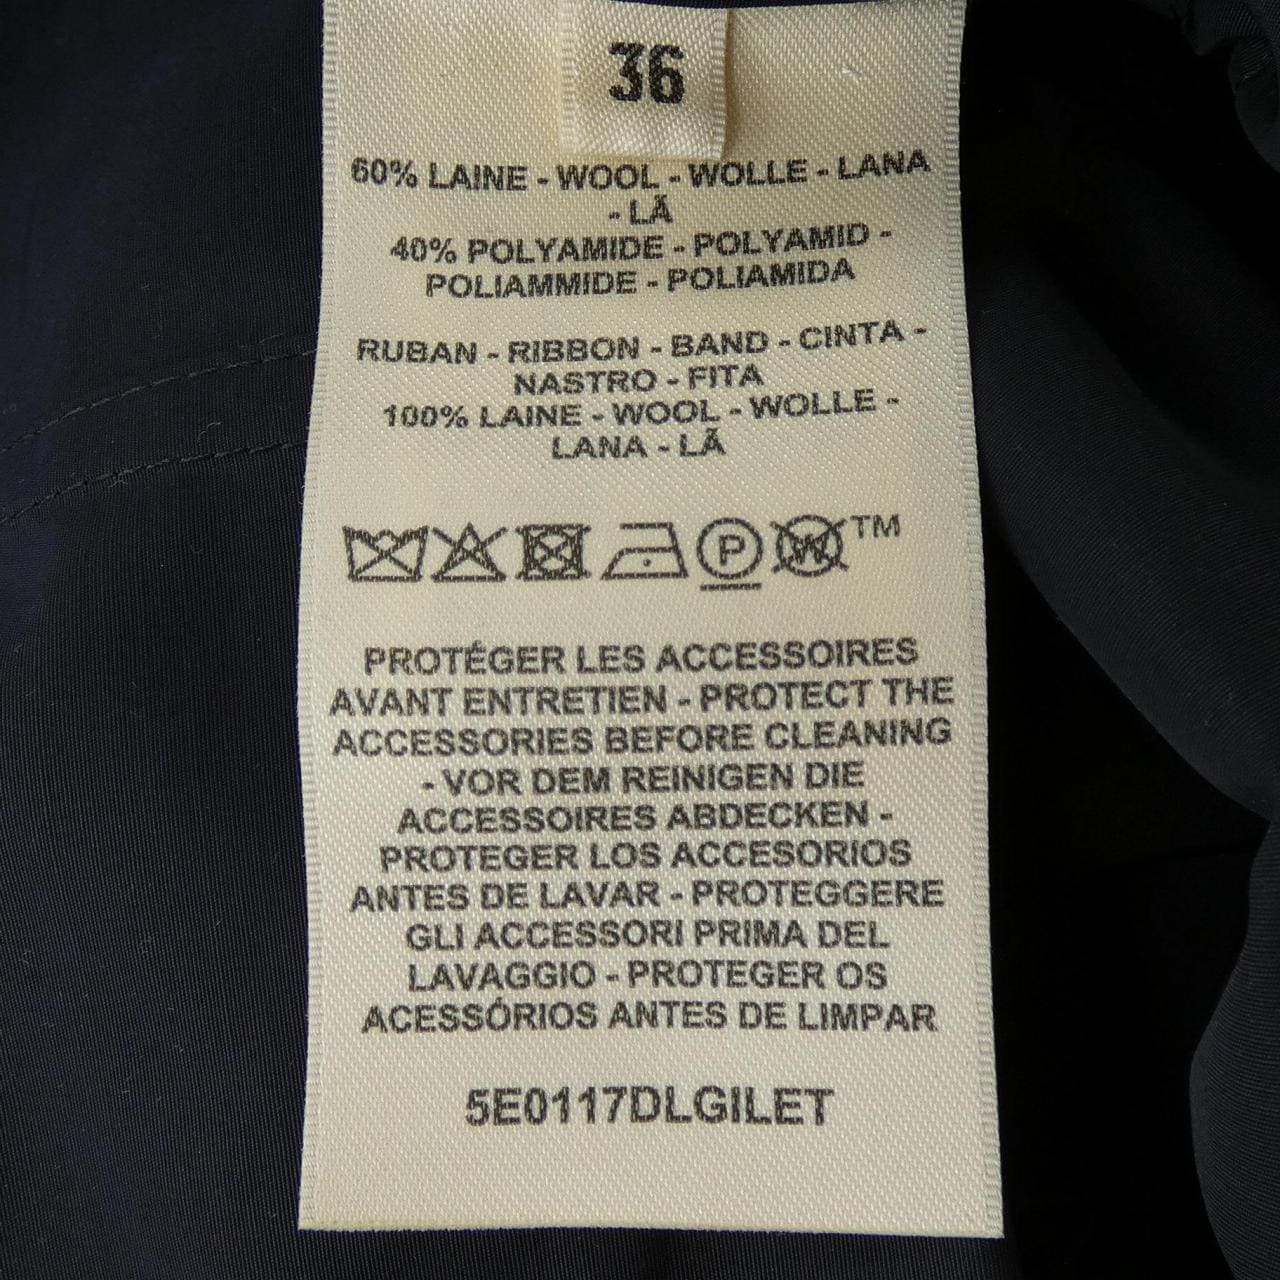 36
60% LAINE - WOOL - WOLLE - LANA
- LÃ
40% POLYAMIDE - POLYAMID -
POLIAMMIDE - POLIAMIDA
RUBAN - RIBBON - BAND - CINTA -
NASTRO - FITA
100% LAINE - WOOL - WOLLE -
LANA - LÃ
P W TM
PROTÉGER LES ACCESSOIRES
AVANT ENTRETIEN - PROTECT THE
ACCESSORIES BEFORE CLEANING
- VOR DEM REINIGEN DIE
ACCESSOIRES ABDECKEN -
PROTEGER LOS ACCESORIOS
ANTES DE LAVAR - PROTEGGERE
GLI ACCESSORI PRIMA DEL
LAVAGGIO - PROTEGER OS
ACESSÓRIOS ANTES DE LIMPAR
5E0117DLGILET